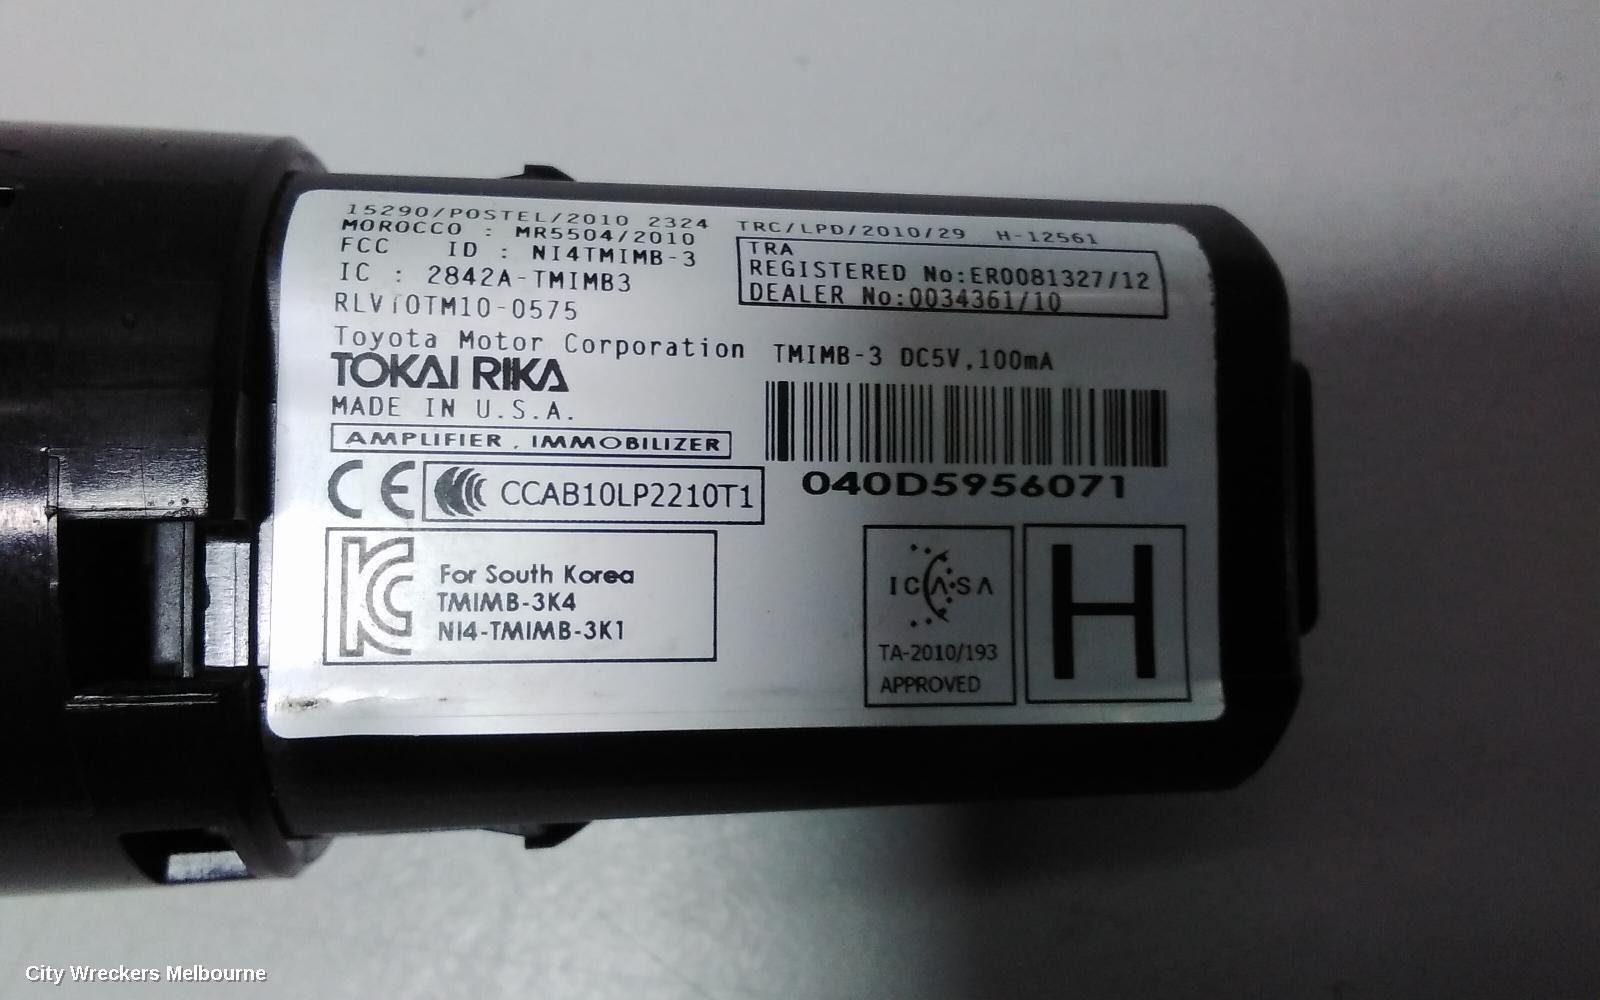 15290/POSTEL/2010 2324
MOROCCO : MR5504/2010
FCC ID : NI4TMIMB-3
IC : 2842A-TMIMB3
RLVTOTM10-0575
Toyota Motor Corporation
TOKAI RIKA
MADE IN U.S.A.
AMPLIFIER , IMMOBILIZER
CE
CCAB10LP2210T1
KC
For South Korea
TMIMB-3K4
NI4-TMIMB-3K1
TRC/LPD/2010/29 H-12561
TRA
REGISTERED No:ER0081327/12
DEALER No:0034361/10
TMIMB-3 DC5V,100mA
040D5956071
ICASA
TA-2010/193
APPROVED
H
City Wreckers Melbourne